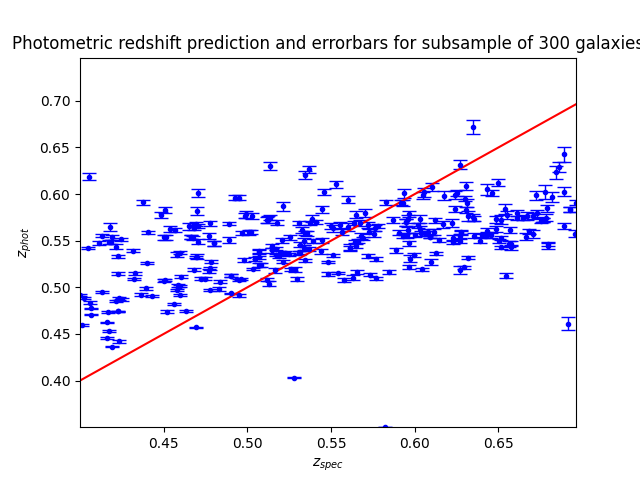 Photometric redshift prediction and errorbars for subsample of 300 galaxies
0.70
0.65
0.60
0.55
0.50
0.45
0.40
z_phot
0.45 0.50 0.55 0.60 0.65
z_spec